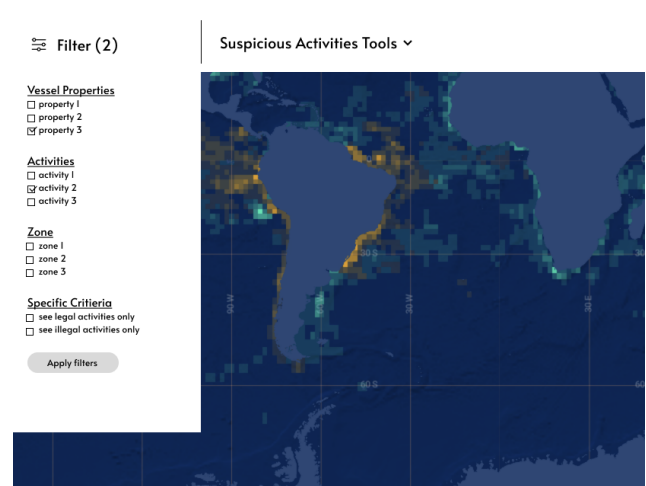 Filter (2)
Suspicious Activities Tools
Vessel Properties
property 1
property 2
property 3
Activities
activity 1
activity 2
activity 3
Zone
zone 1
zone 2
zone 3
Specific Critieria
see legal activities only
see illegal activities only
Apply filters
30 S
30
90 W
30 W
30 E
60 S
60